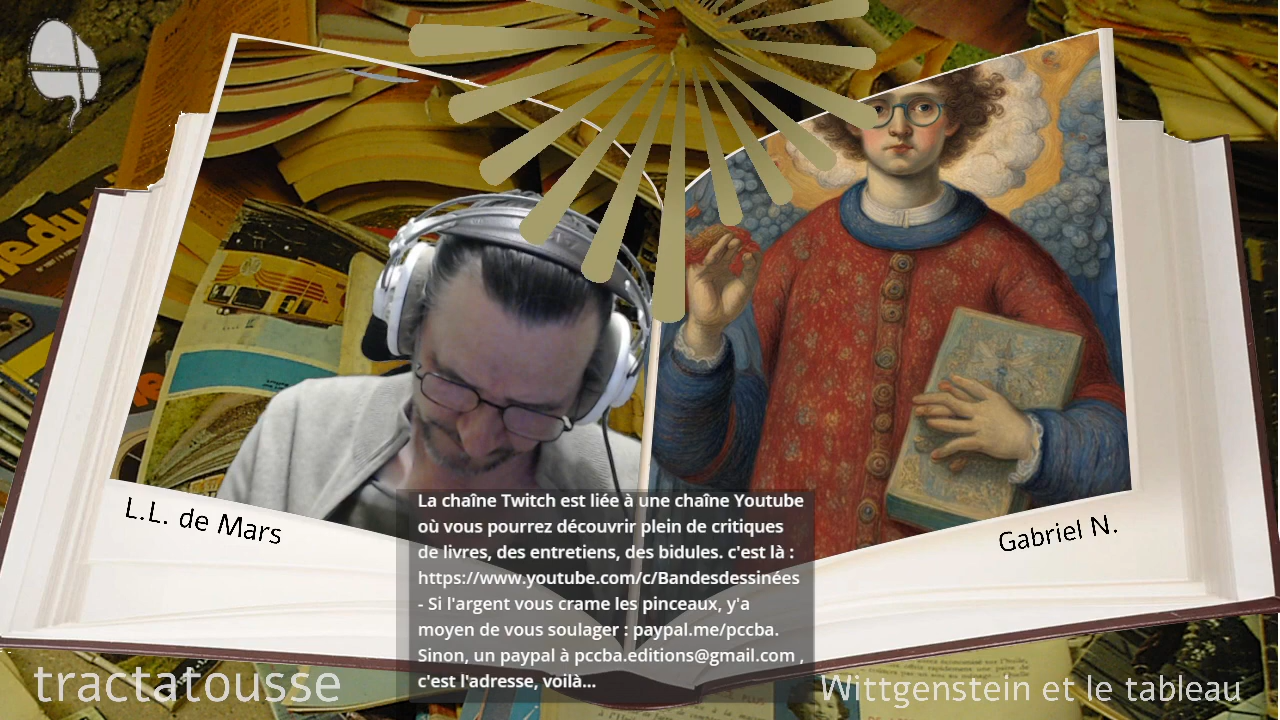 L.L. de Mars
Gabriel N.
La chaîne Twitch est liée à une chaîne Youtube
où vous pourrez découvrir plein de critiques
de livres, des entretiens, des bidules. c'est là :
https://www.youtube.com/c/Bandesdessinées
- Si l'argent vous crame les pinceaux, y'a
moyen de vous soulager : paypal.me/pccba.
Sinon, un paypal à pccba.editions@gmail.com ,
c'est l'adresse, voilà...
tractatousse
Wittgenstein et le tableau